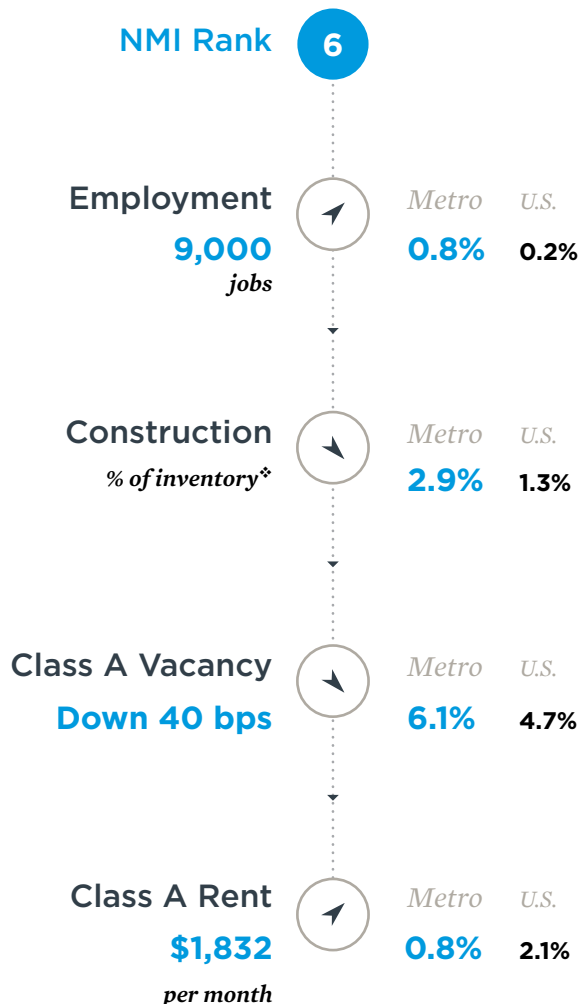 NMI Rank 6
Employment Metro U.S.
9,000 0.8% 0.2%
jobs
Construction Metro U.S.
% of inventory❖ 2.9% 1.3%
Class A Vacancy Metro U.S.
Down 40 bps 6.1% 4.7%
Class A Rent Metro U.S.
$1,832 0.8% 2.1%
per month